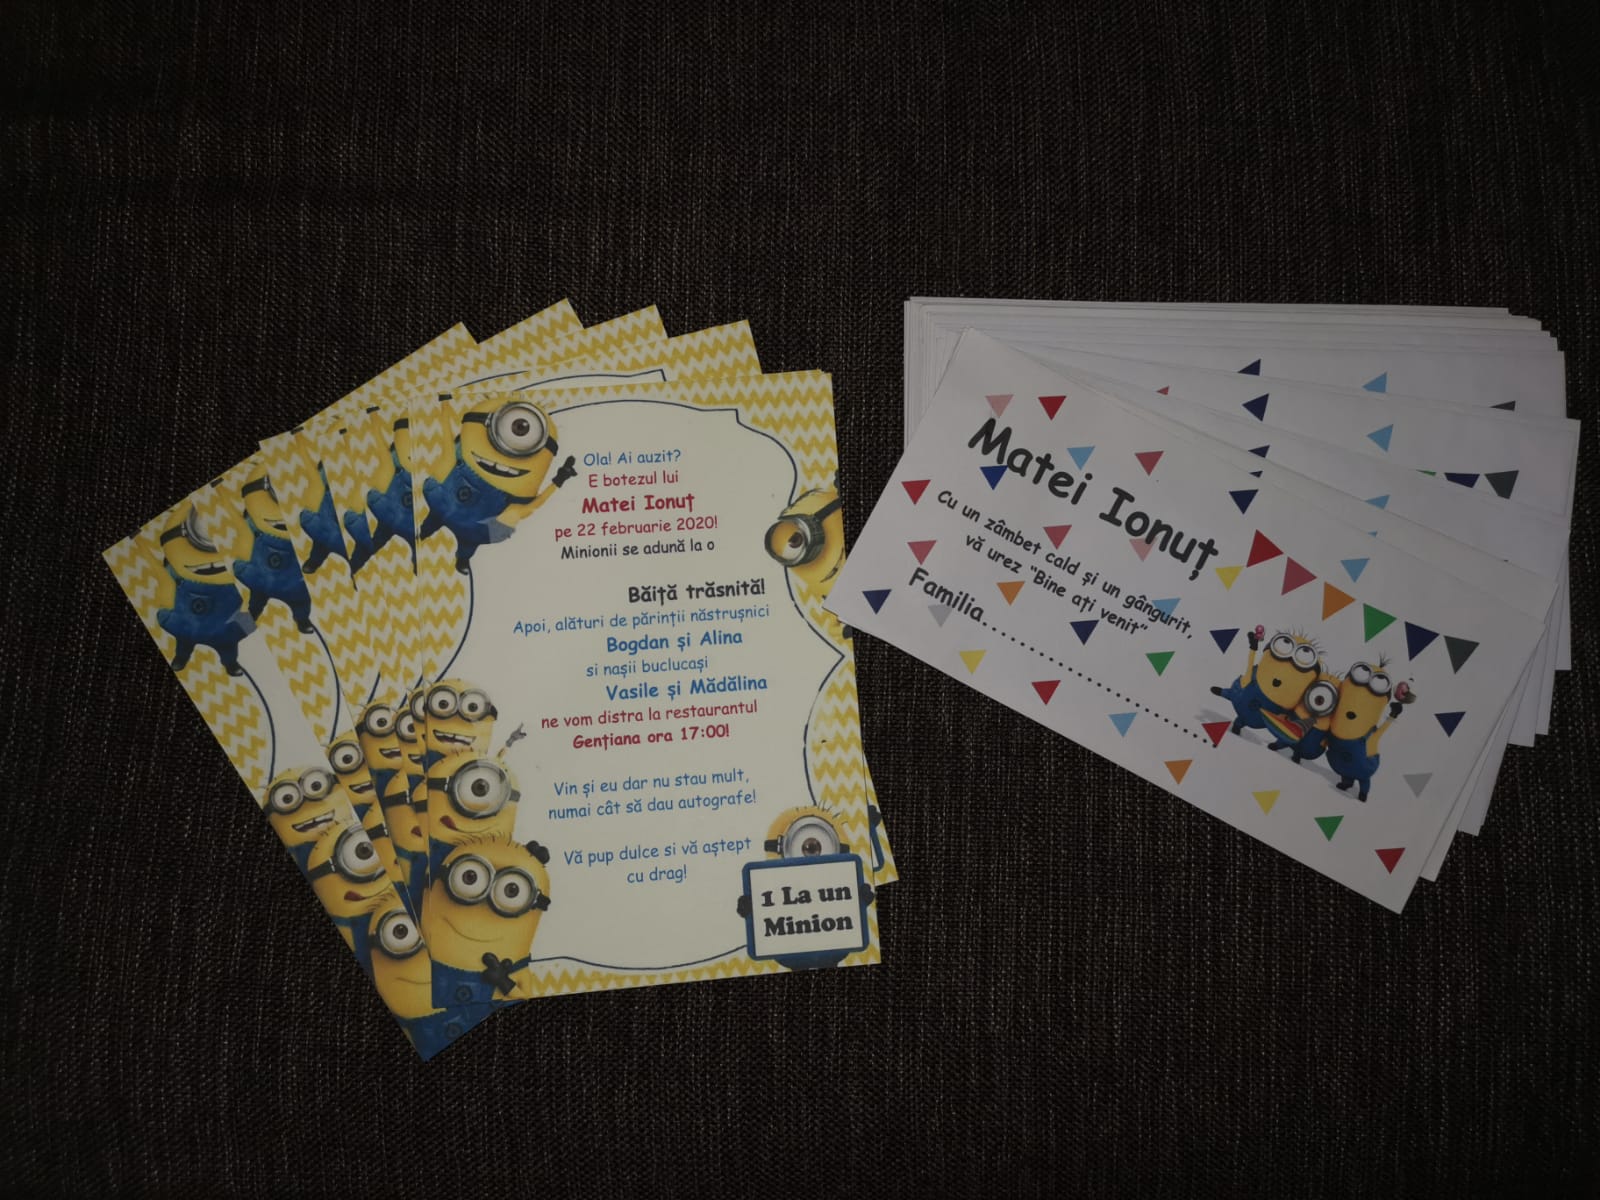 Ola! Ai auzit?
E botezul lui
Matei Ionuț
pe 22 februarie 2020!
Minionii se adună la o
Băiță trăsnită!
Apoi, alături de părinții năstrușnici
Bogdan și Alina
si nașii buclucași
Vasile și Mădălina
ne vom distra la restaurantul
Gențiana ora 17:00!
Vin și eu dar nu stau mult,
numai cât să dau autografe!
Vă pup dulce si vă aștept
cu drag!
1 La un
Minion
Matei Ionuț
Cu un zâmbet cald și un gângurit,
vă urez "Bine ați venit"
Familia..............................